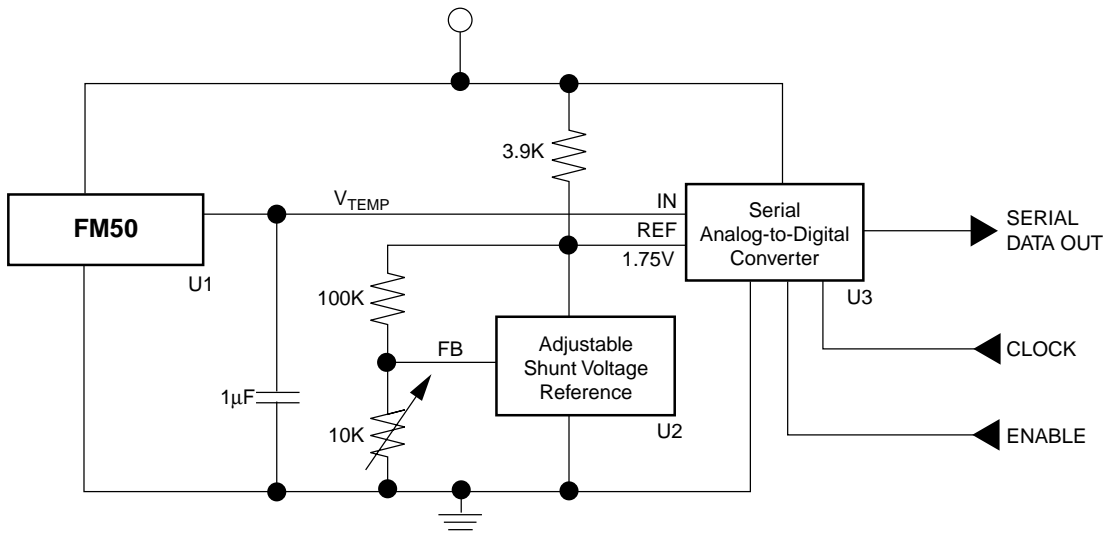 3.9K
V_TEMP
IN
FM50
Serial
Analog-to-Digital
Converter
REF
1.75V
SERIAL
DATA OUT
U1
U3
100K
FB
Adjustable
Shunt Voltage
Reference
CLOCK
1µF
10K
U2
ENABLE